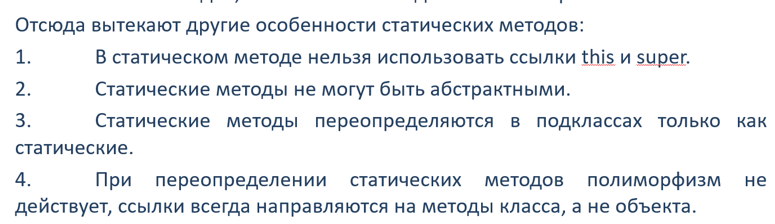 Отсюда вытекают другие особенности статических методов:
1. В статическом методе нельзя использовать ссылки this и super.
2. Статические методы не могут быть абстрактными.
3. Статические методы переопределяются в подклассах только как
статические.
4. При переопределении статических методов полиморфизм не
действует, ссылки всегда направляются на методы класса, а не объекта.